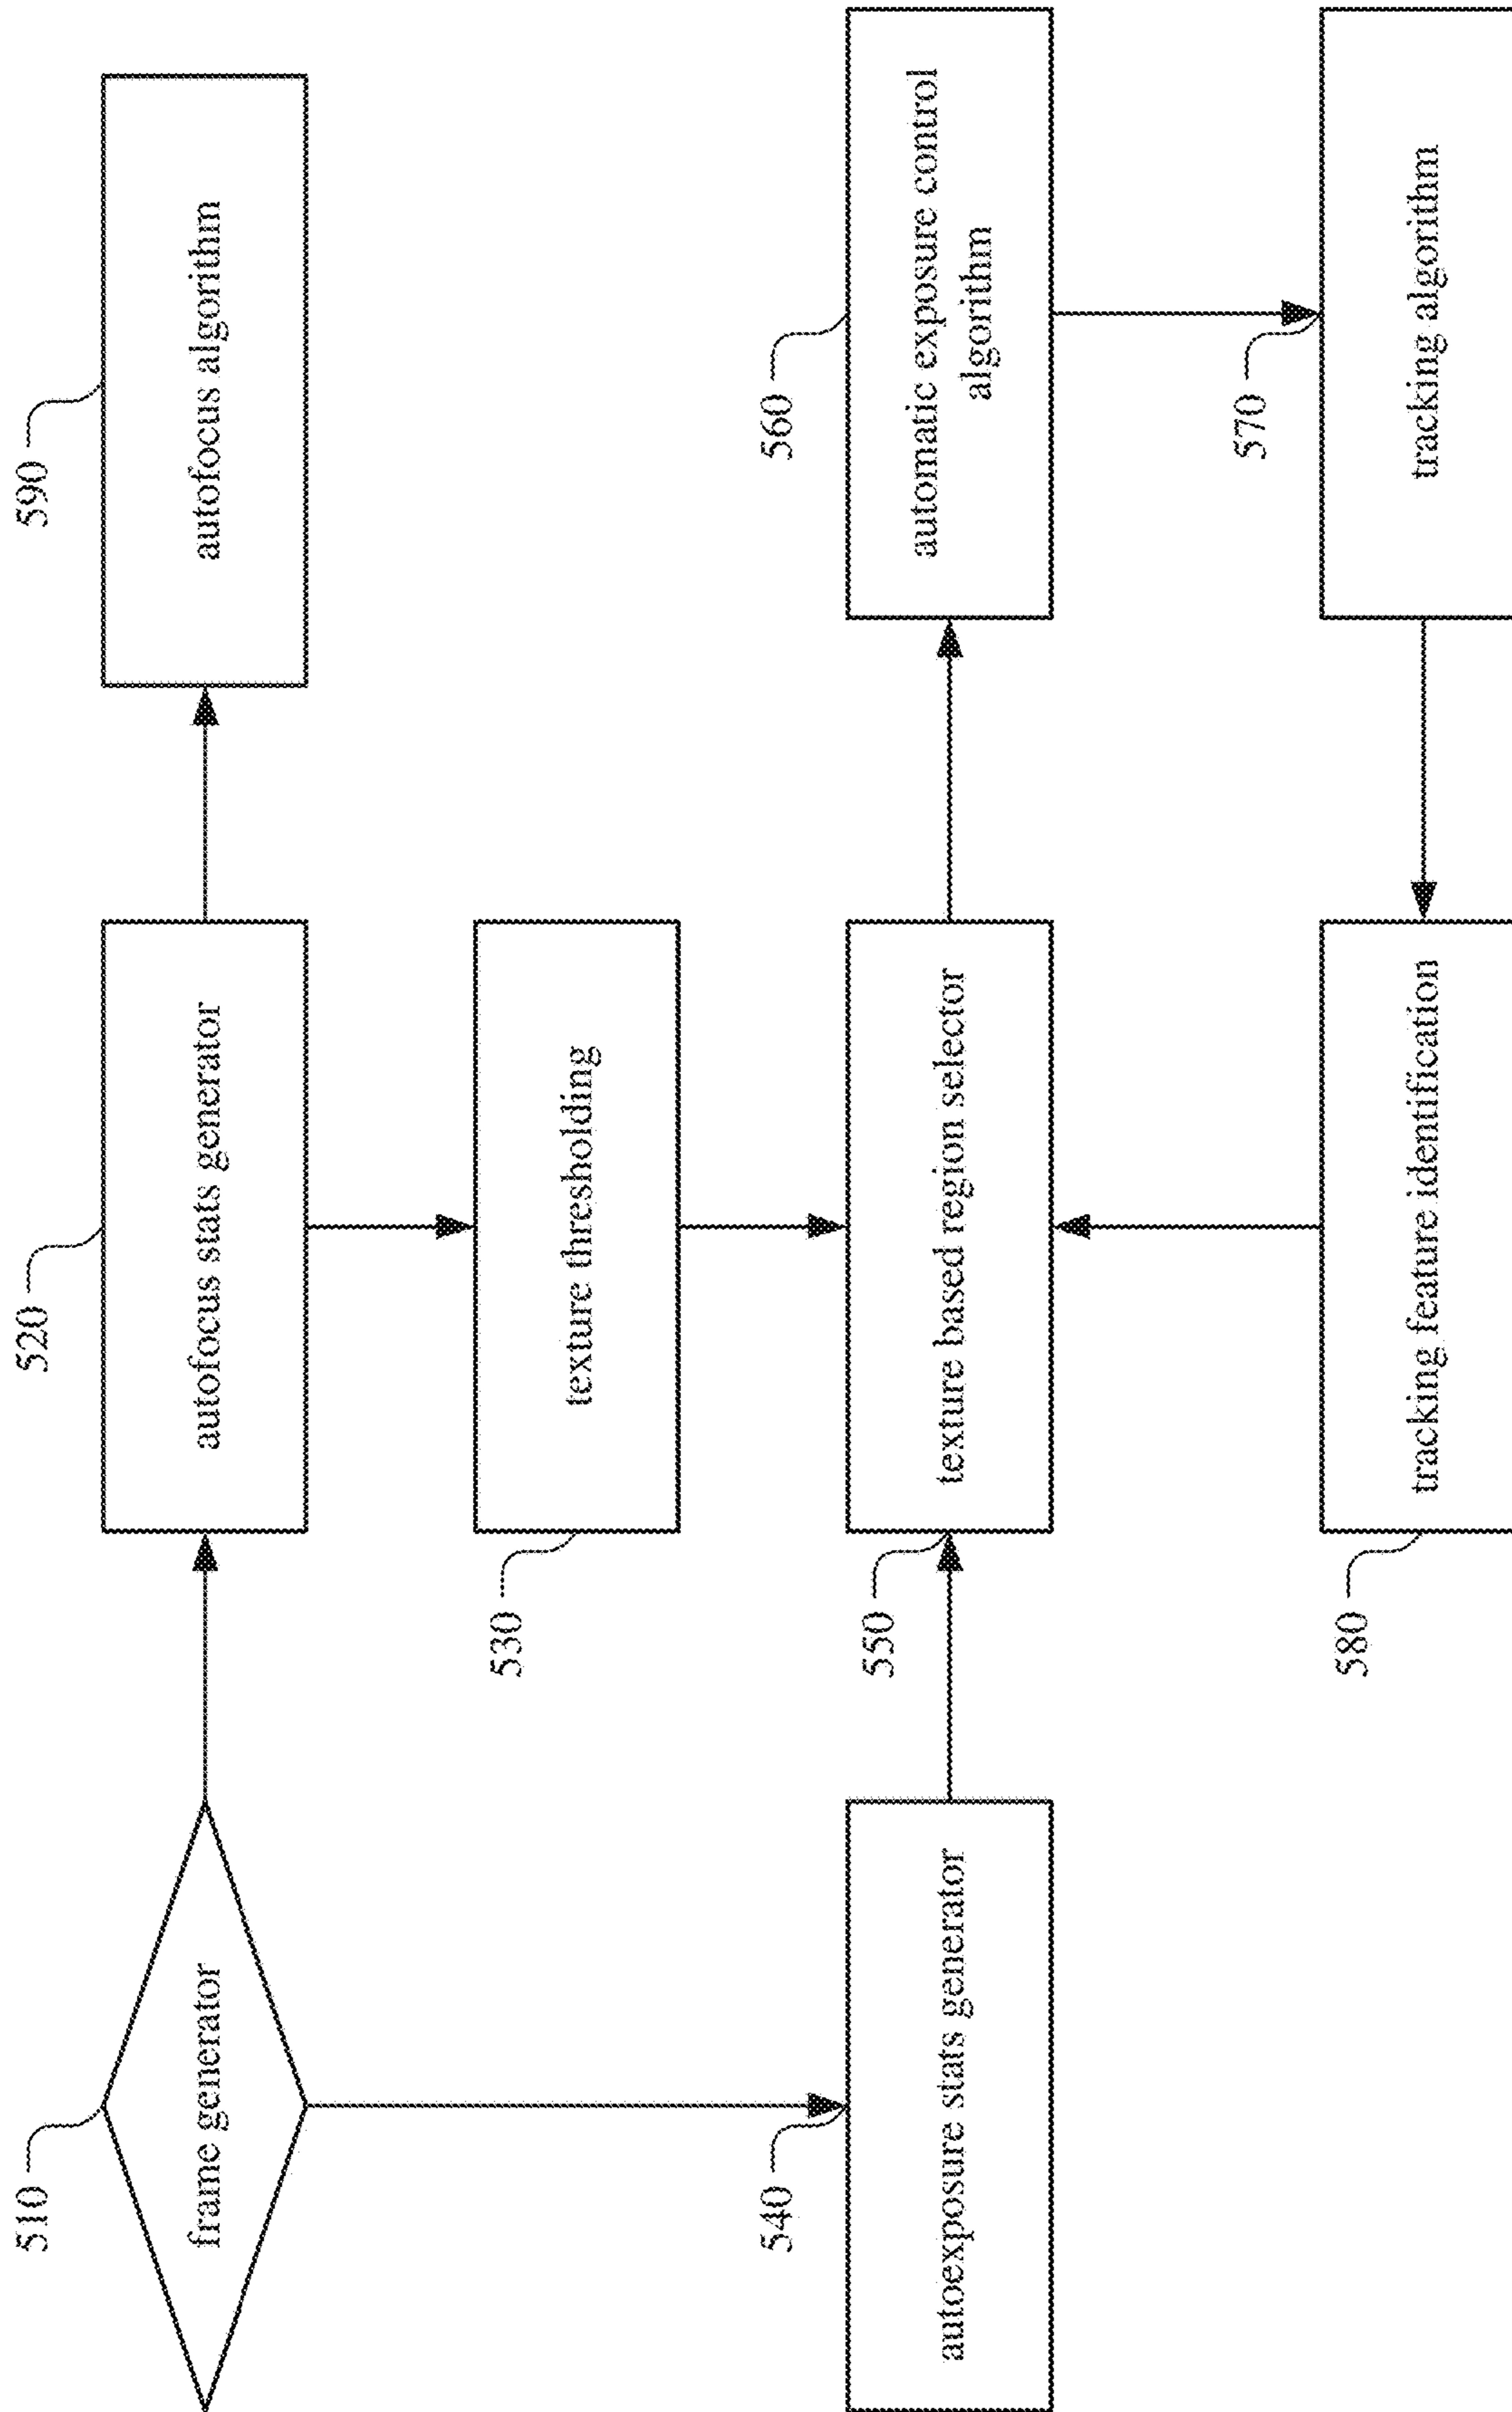 510
frame generator
520
autofocus stats generator
590
autofocus algorithm
530
texture thresholding
540
autoexposure stats generator
550
texture based region selector
560
automatic exposure control
algorithm
580
tracking feature identification
570
tracking algorithm